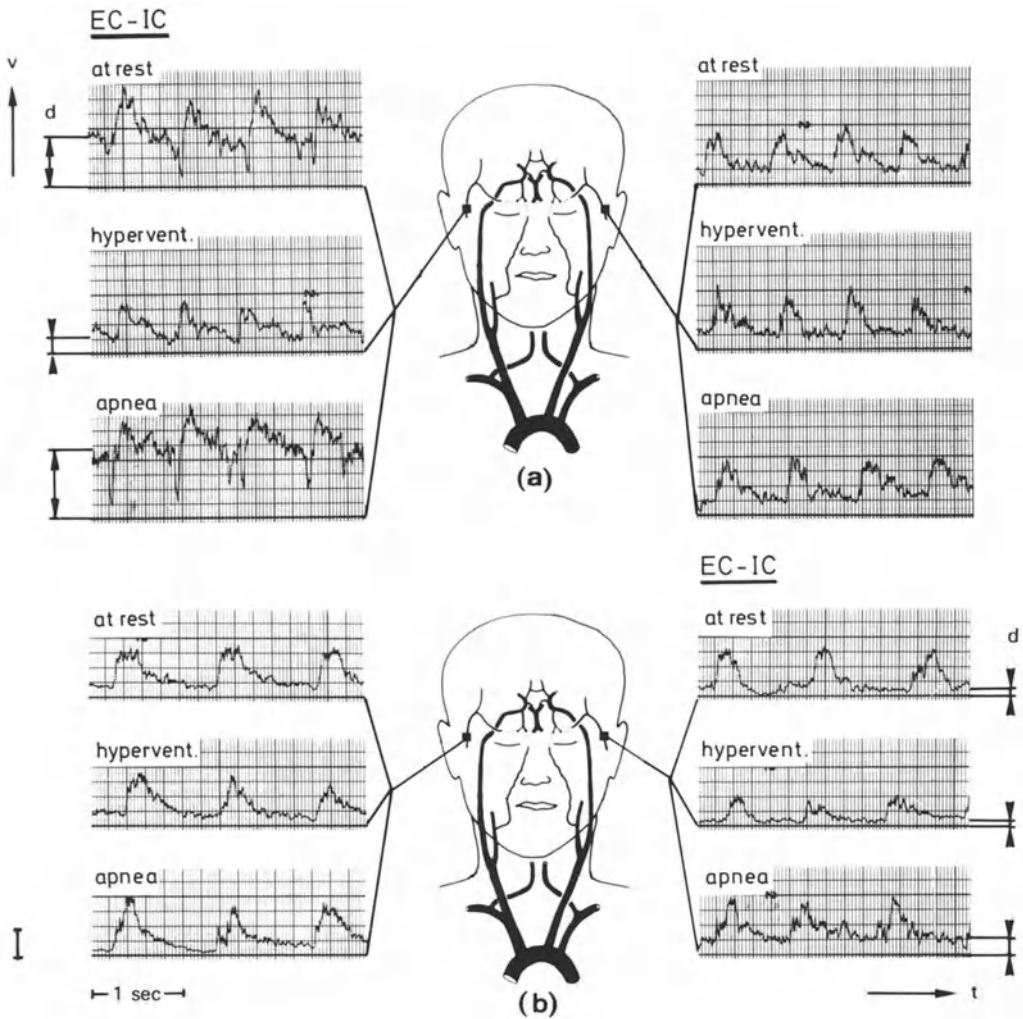 EC-IC
v
at rest
at rest
d
hypervent.
hypervent.
apnea
apnea
(a)
EC-IC
at rest
at rest
d
hypervent.
hypervent.
apnea
apnea
1 sec
(b)
t